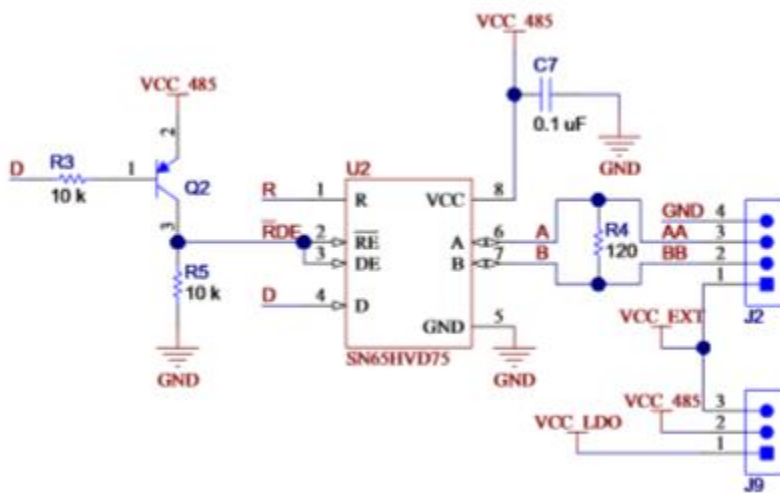 VCC_485
VCC_485
C7
0.1 uF
GND
2
D
R3
10 k
1
Q2
3
R5
10 k
GND
U2
R
1
R
VCC
8
RDE
2
RE
A
6
A
3
DE
B
7
B
D
4
D
GND
5
GND
SN65HVD75
R4
120
GND
4
AA
3
BB
2
1
J2
VCC_EXT
VCC_485
3
2
VCC_LDO
1
J9